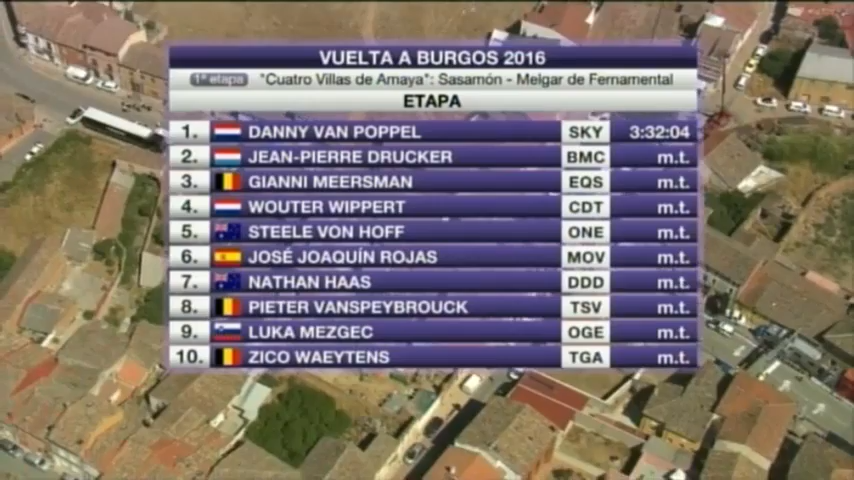 VUELTA A BURGOS 2016
1ª etapa "Cuatro Villas de Amaya": Sasamón - Melgar de Fernamental
ETAPA
1. DANNY VAN POPPEL SKY 3:32:04
2. JEAN-PIERRE DRUCKER BMC m.t.
3. GIANNI MEERSMAN EQS m.t.
4. WOUTER WIPPERT CDT m.t.
5. STEELE VON HOFF ONE m.t.
6. JOSÉ JOAQUÍN ROJAS MOV m.t.
7. NATHAN HAAS DDD m.t.
8. PIETER VANSPEYBROUCK TSV m.t.
9. LUKA MEZGEC OGE m.t.
10. ZICO WAEYTENS TGA m.t.